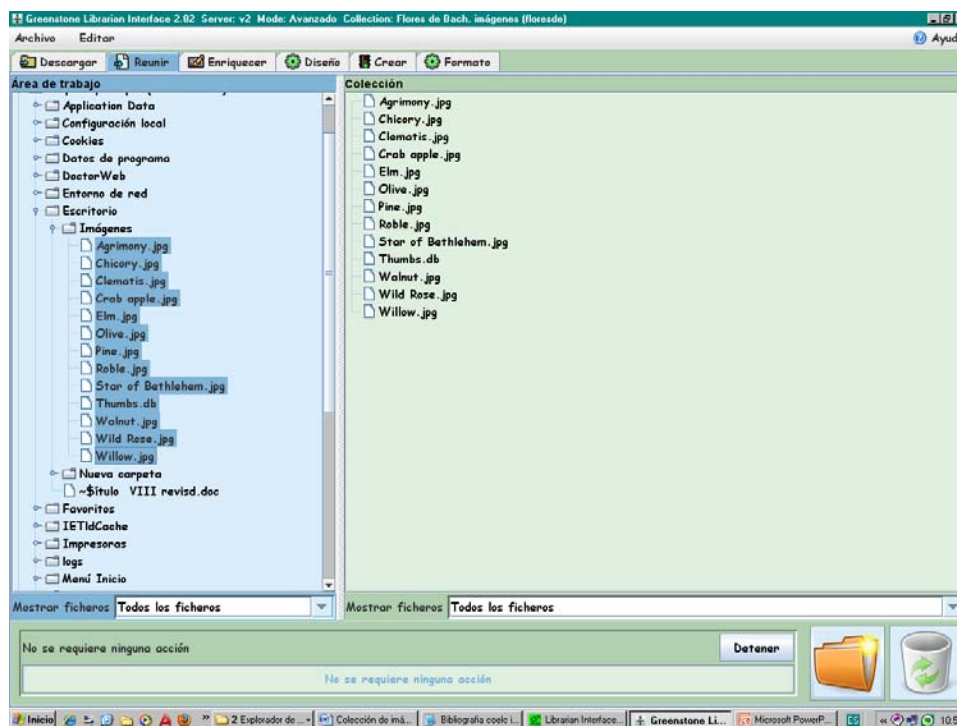 Greenstone Librarian Interface 2.82 Server: v2 Mode: Avanzado Collection: Flores de Bach, imágenes (floresde)
Archivo Editar Ayud
Descargar Reunir Enriquecer Diseño Crear Formato
Área de trabajo
Application Data
Configuración local
Cookies
Datos de programa
DoctorWeb
Entorno de red
Escritorio
Imágenes
Agrimony.jpg
Chicory.jpg
Clematis.jpg
Crab apple.jpg
Elm.jpg
Olive.jpg
Pine.jpg
Roble.jpg
Star of Bethlehem.jpg
Thumbs.db
Walnut.jpg
Wild Rose.jpg
Willow.jpg
Nueva carpeta
~$ítulo VIII revisd.doc
Favoritos
IETldCache
Impresoras
logs
Menú Inicio
Mostrar ficheros Todos los ficheros
Colección
Agrimony.jpg
Chicory.jpg
Clematis.jpg
Crab apple.jpg
Elm.jpg
Olive.jpg
Pine.jpg
Roble.jpg
Star of Bethlehem.jpg
Thumbs.db
Walnut.jpg
Wild Rose.jpg
Willow.jpg
Mostrar ficheros Todos los ficheros
No se requiere ninguna acción Detener
No se requiere ninguna acción
Inicio » 2 Explorador de ... Colección de imá... Bibliografía coole i... Librarian Interface... Greenstone Li... Microsoft PowerP... ES « 10:5